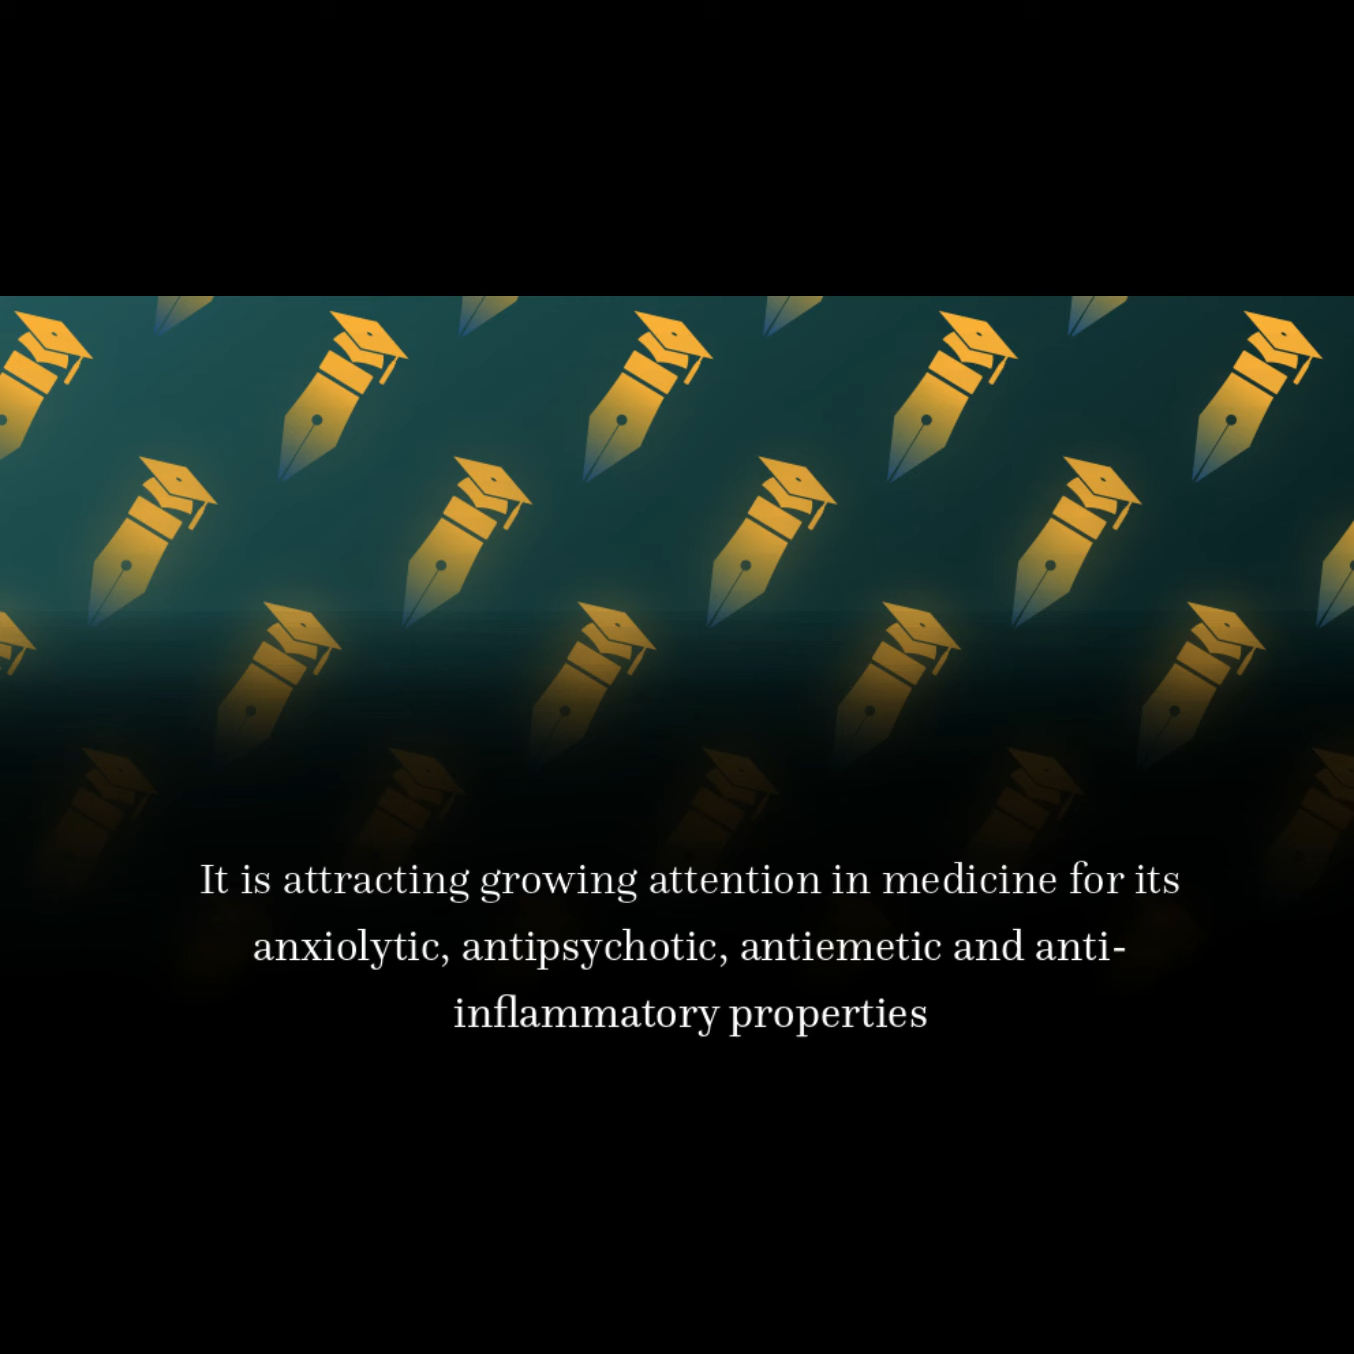 It is attracting growing attention in medicine for its
anxiolytic, antipsychotic, antiemetic and anti-
inflammatory properties